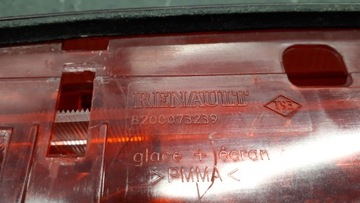 RENAULT
8200073239
glace + écran
>PMMA<